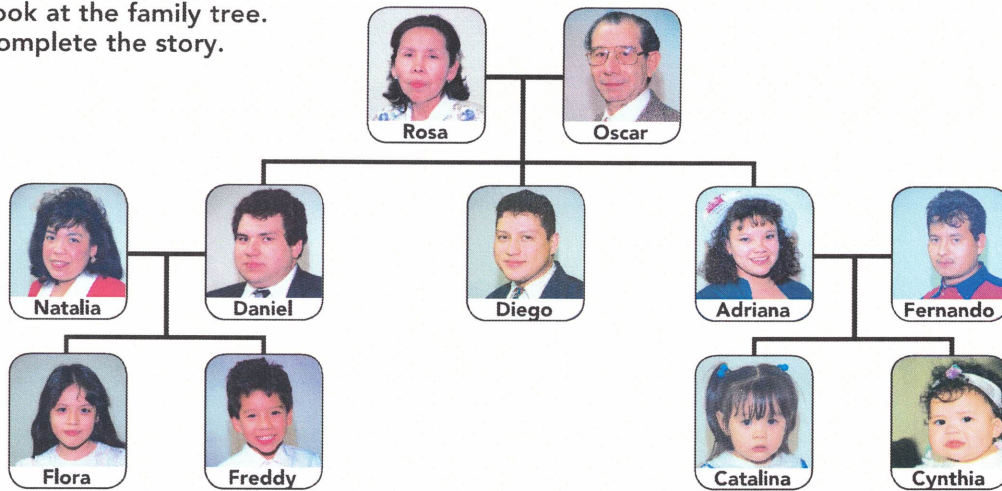 ook at the family tree.
omplete the story.
Rosa
Oscar
Natalia
Daniel
Diego
Adriana
Fernando
Flora
Freddy
Catalina
Cynthia